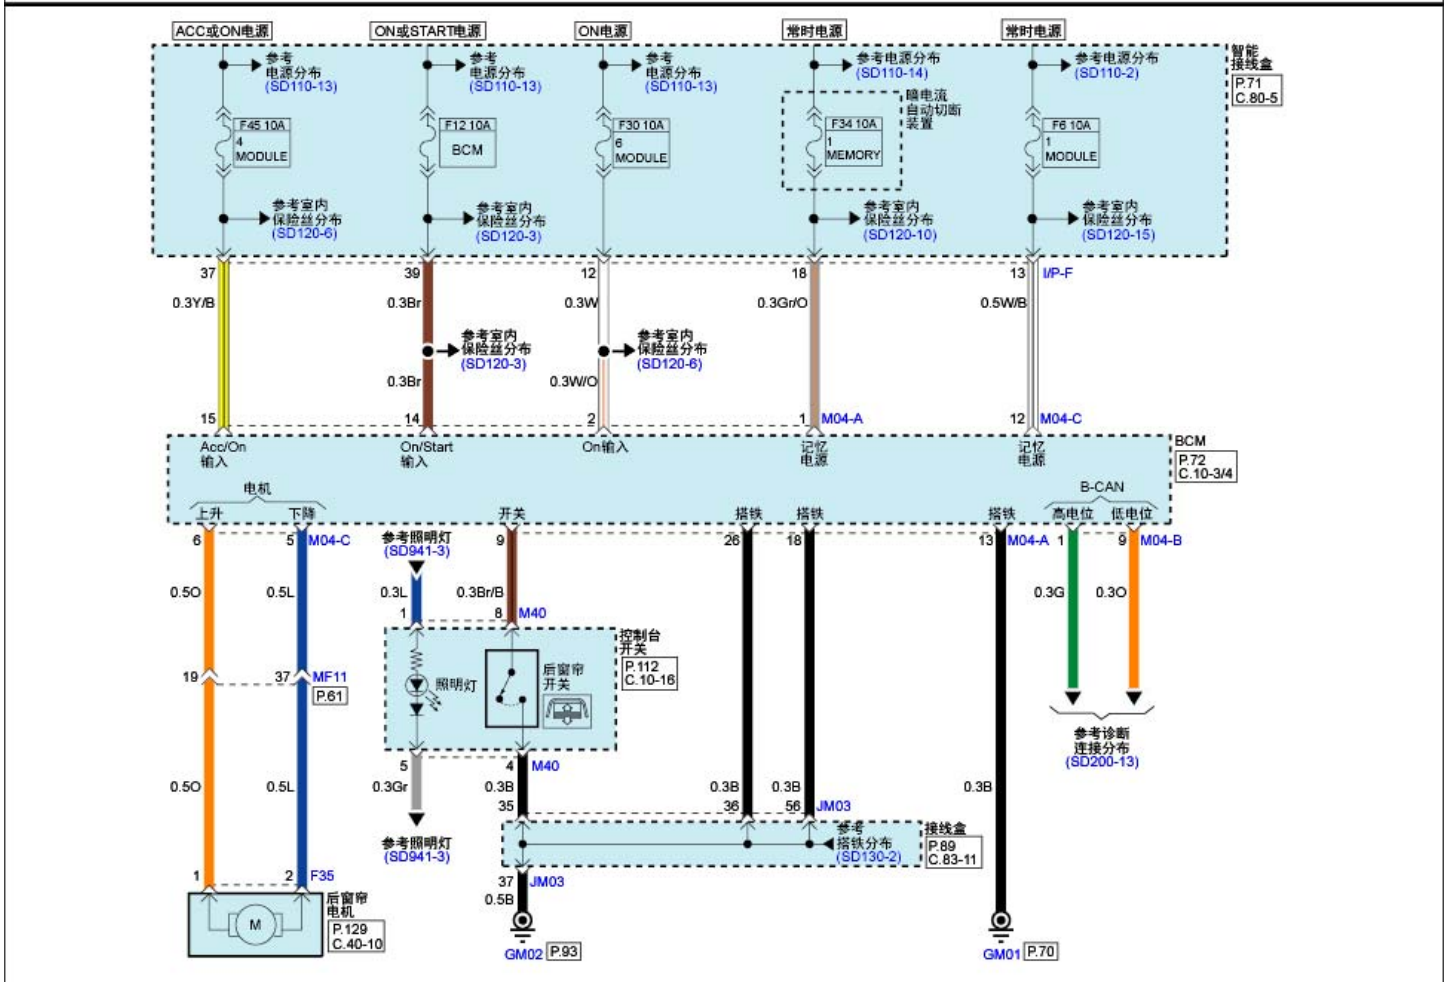 ACC或ON电源
ON或START电源
ON电源
常时电源
常时电源
参考
电源分布
(SD110-13)
参考
电源分布
(SD110-13)
参考
电源分布
(SD110-13)
参考电源分布
(SD110-14)
参考电源分布
(SD110-2)
智能
接线盒
P.71
C.80-5
暗电流
自动切断
装置
F45 10A
4
MODULE
F12 10A
BCM
F30 10A
6
MODULE
F34 10A
1
MEMORY
F6 10A
1
MODULE
参考室内
保险丝分布
(SD120-6)
参考室内
保险丝分布
(SD120-3)
参考室内
保险丝分布
(SD120-10)
参考室内
保险丝分布
(SD120-15)
37
39
12
18
13
I/P-F
0.3Y/B
0.3Br
0.3W
0.3Gr/O
0.5W/B
参考室内
保险丝分布
(SD120-3)
参考室内
保险丝分布
(SD120-6)
0.3Br
0.3W/O
15
14
2
1
M04-A
12
M04-C
Acc/On
输入
On/Start
输入
On输入
记忆
电源
记忆
电源
BCM
P.72
C.10-3/4
电机
上升
下降
开关
搭铁
搭铁
搭铁
B-CAN
高电位
低电位
6
5
M04-C
参考照明灯
(SD941-3)
9
26
18
13
M04-A
1
9
M04-B
0.5O
0.5L
0.3L
0.3Br/B
0.3G
0.3O
1
8
M40
控制台
开关
P.112
C.10-16
照明灯
后窗帘
开关
19
37
MF11
P.61
参考诊断
连接分布
(SD200-13)
5
4
M40
0.5O
0.5L
0.3Gr
0.3B
0.3B
0.3B
0.3B
35
36
56
JM03
参考照明灯
(SD941-3)
参考
搭铁分布
(SD130-2)
接线盒
P.89
C.83-11
1
2
F35
37
JM03
0.5B
后窗帘
电机
P.129
C.40-10
M
GM02
P.93
GM01
P.70